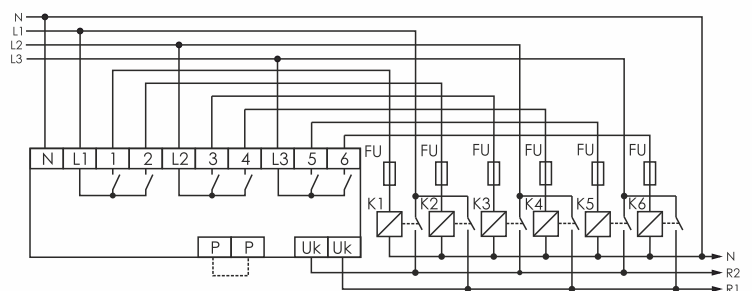 N
L1
L2
L3
N L1 1 2 L2 3 4 L3 5 6
FU FU FU FU FU FU
K1 K2 K3 K4 K5 K6
P P Uk Uk
N
R2
R1